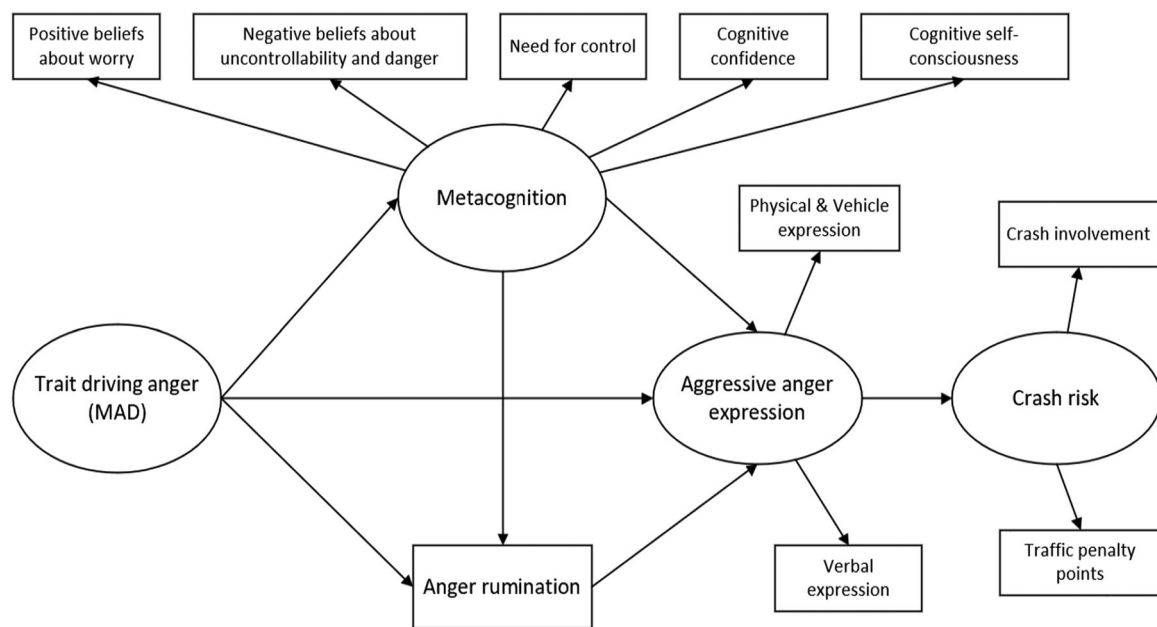 Positive beliefs
about worry
Negative beliefs about
uncontrollability and danger
Need for control
Cognitive
confidence
Cognitive self-
consciousness
Metacognition
Physical & Vehicle
expression
Crash involvement
Trait driving anger
(MAD)
Aggressive anger
expression
Crash risk
Anger rumination
Verbal
expression
Traffic penalty
points